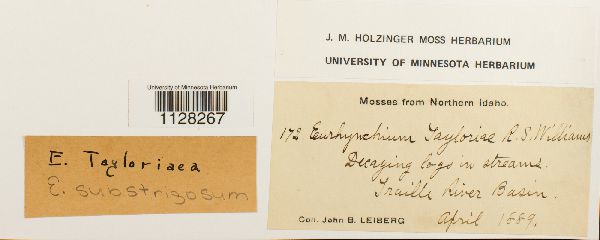 University of Minnesota Herbarium
1128267
E. Tayloriaea
E. substrigosum
J. M. HOLZINGER MOSS HERBARIUM
UNIVERSITY OF MINNESOTA HERBARIUM
Mosses from Northern Idaho.
172 Eurhynchium Tayloriae R. S. Williams
Decaying logs in streams.
Traille River Basin.
Coll. John B. LEIBERG April 1889.